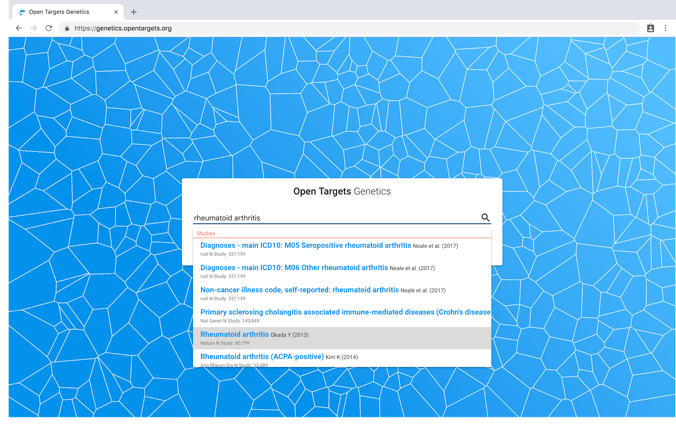 Open Targets Genetics
https://genetics.opentargets.org
Open Targets Genetics
rheumatoid arthritis
Studies
Diagnoses - main ICD10: M05 Seropositive rheumatoid arthritis Neale et al. (2017)
null N Study: 337,199
Diagnoses - main ICD10: M06 Other rheumatoid arthritis Neale et al. (2017)
null N Study: 337,199
Non-cancer illness code, self-reported: rheumatoid arthritis Neale et al. (2017)
null N Study: 337,159
Primary sclerosing cholangitis associated immune-mediated diseases (Crohn's disease
Nat Genet N Study: 143,849
Rheumatoid arthritis Okada Y (2013)
Nature N Study: 80,799
Rheumatoid arthritis (ACPA-positive) Kim K (2014)
Ann Rheum Dis N Study: